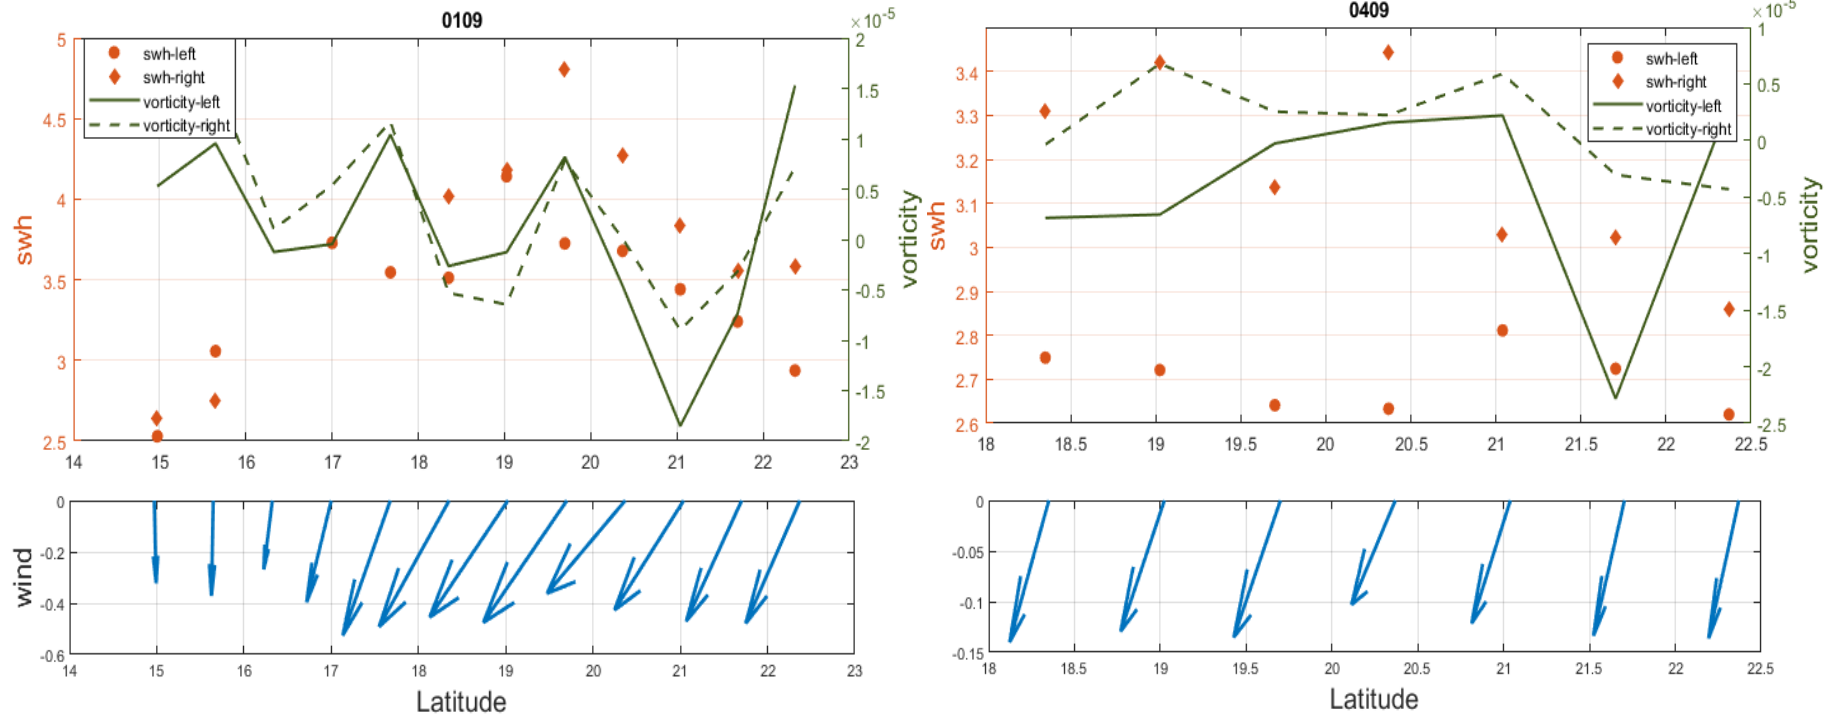 0109
×10⁻⁵
5
4.5
4
3.5
3
2.5
swh
swh-left
swh-right
vorticity-left
vorticity-right
2
1.5
1
0.5
0
-0.5
-1
-1.5
-2
vorticity
14 15 16 17 18 19 20 21 22 23
0
-0.2
-0.4
-0.6
wind
14 15 16 17 18 19 20 21 22 23
Latitude
0409
×10⁻⁵
3.4
3.3
3.2
3.1
3
2.9
2.8
2.7
2.6
swh
swh-left
swh-right
vorticity-left
vorticity-right
1
0.5
0
-0.5
-1
-1.5
-2
-2.5
vorticity
18 18.5 19 19.5 20 20.5 21 21.5 22 22.5
0
-0.05
-0.1
-0.15
18 18.5 19 19.5 20 20.5 21 21.5 22 22.5
Latitude